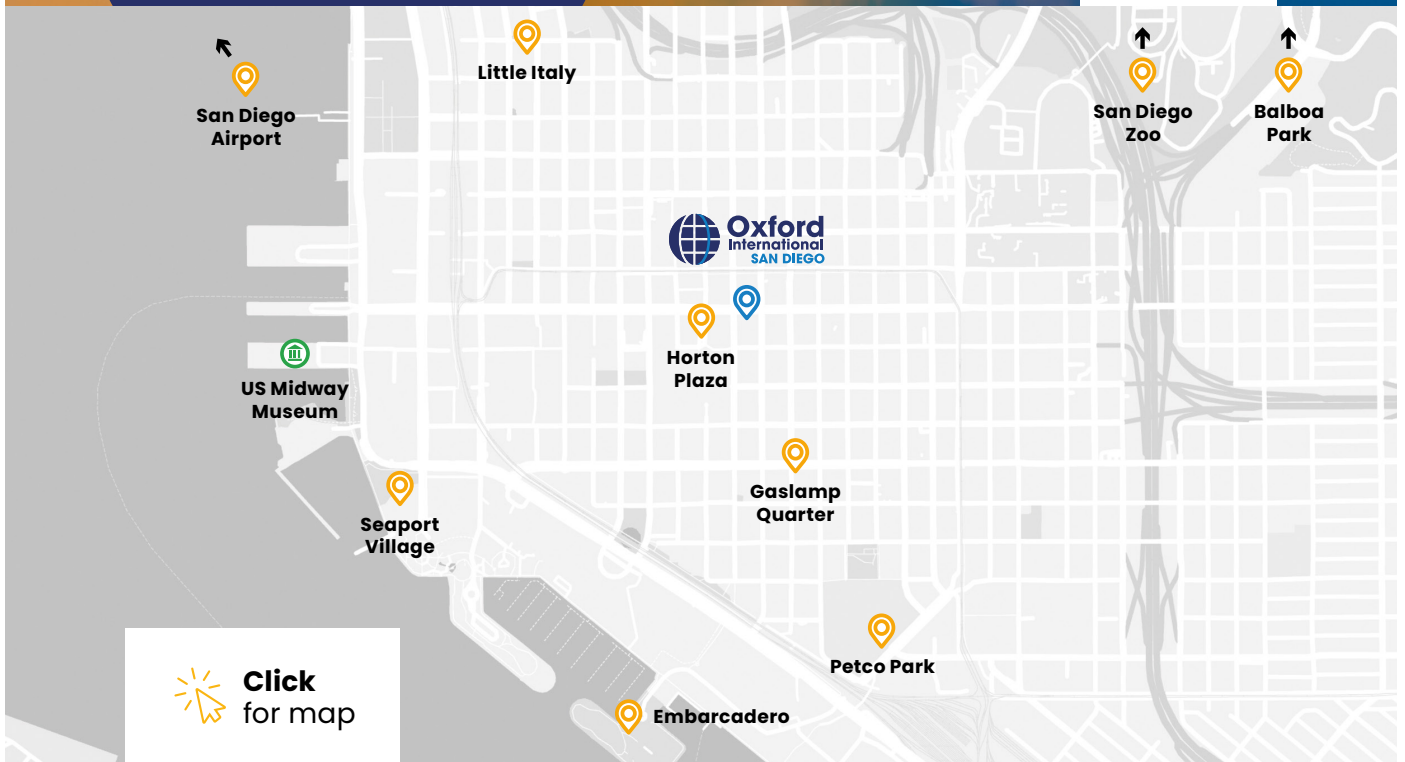 Little Italy
San Diego
Airport
San Diego
Zoo
Balboa
Park
Oxford
International
SAN DIEGO
Horton
Plaza
US Midway
Museum
Gaslamp
Quarter
Seaport
Village
Petco Park
Embarcadero
Click
for map